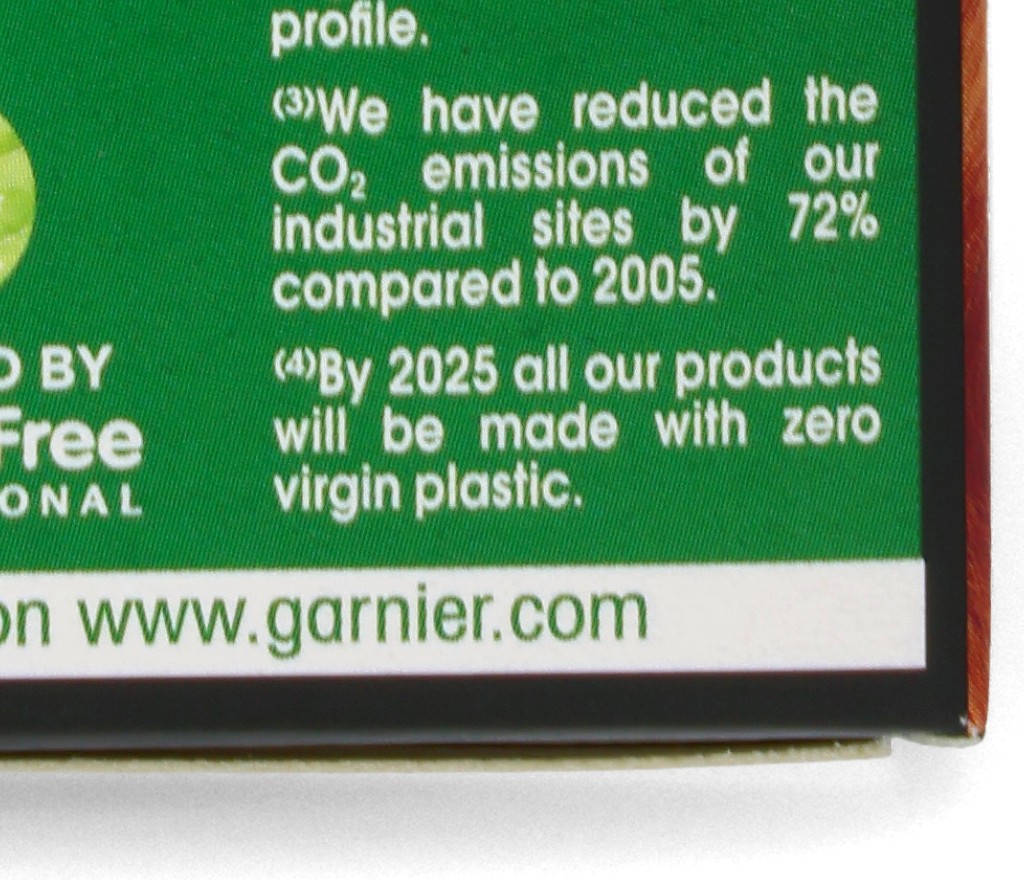 profile.
(3)We have reduced the
CO₂ emissions of our
industrial sites by 72%
compared to 2005.
(4)By 2025 all our products
will be made with zero
virgin plastic.
BY
Free
ONAL
on www.garnier.com